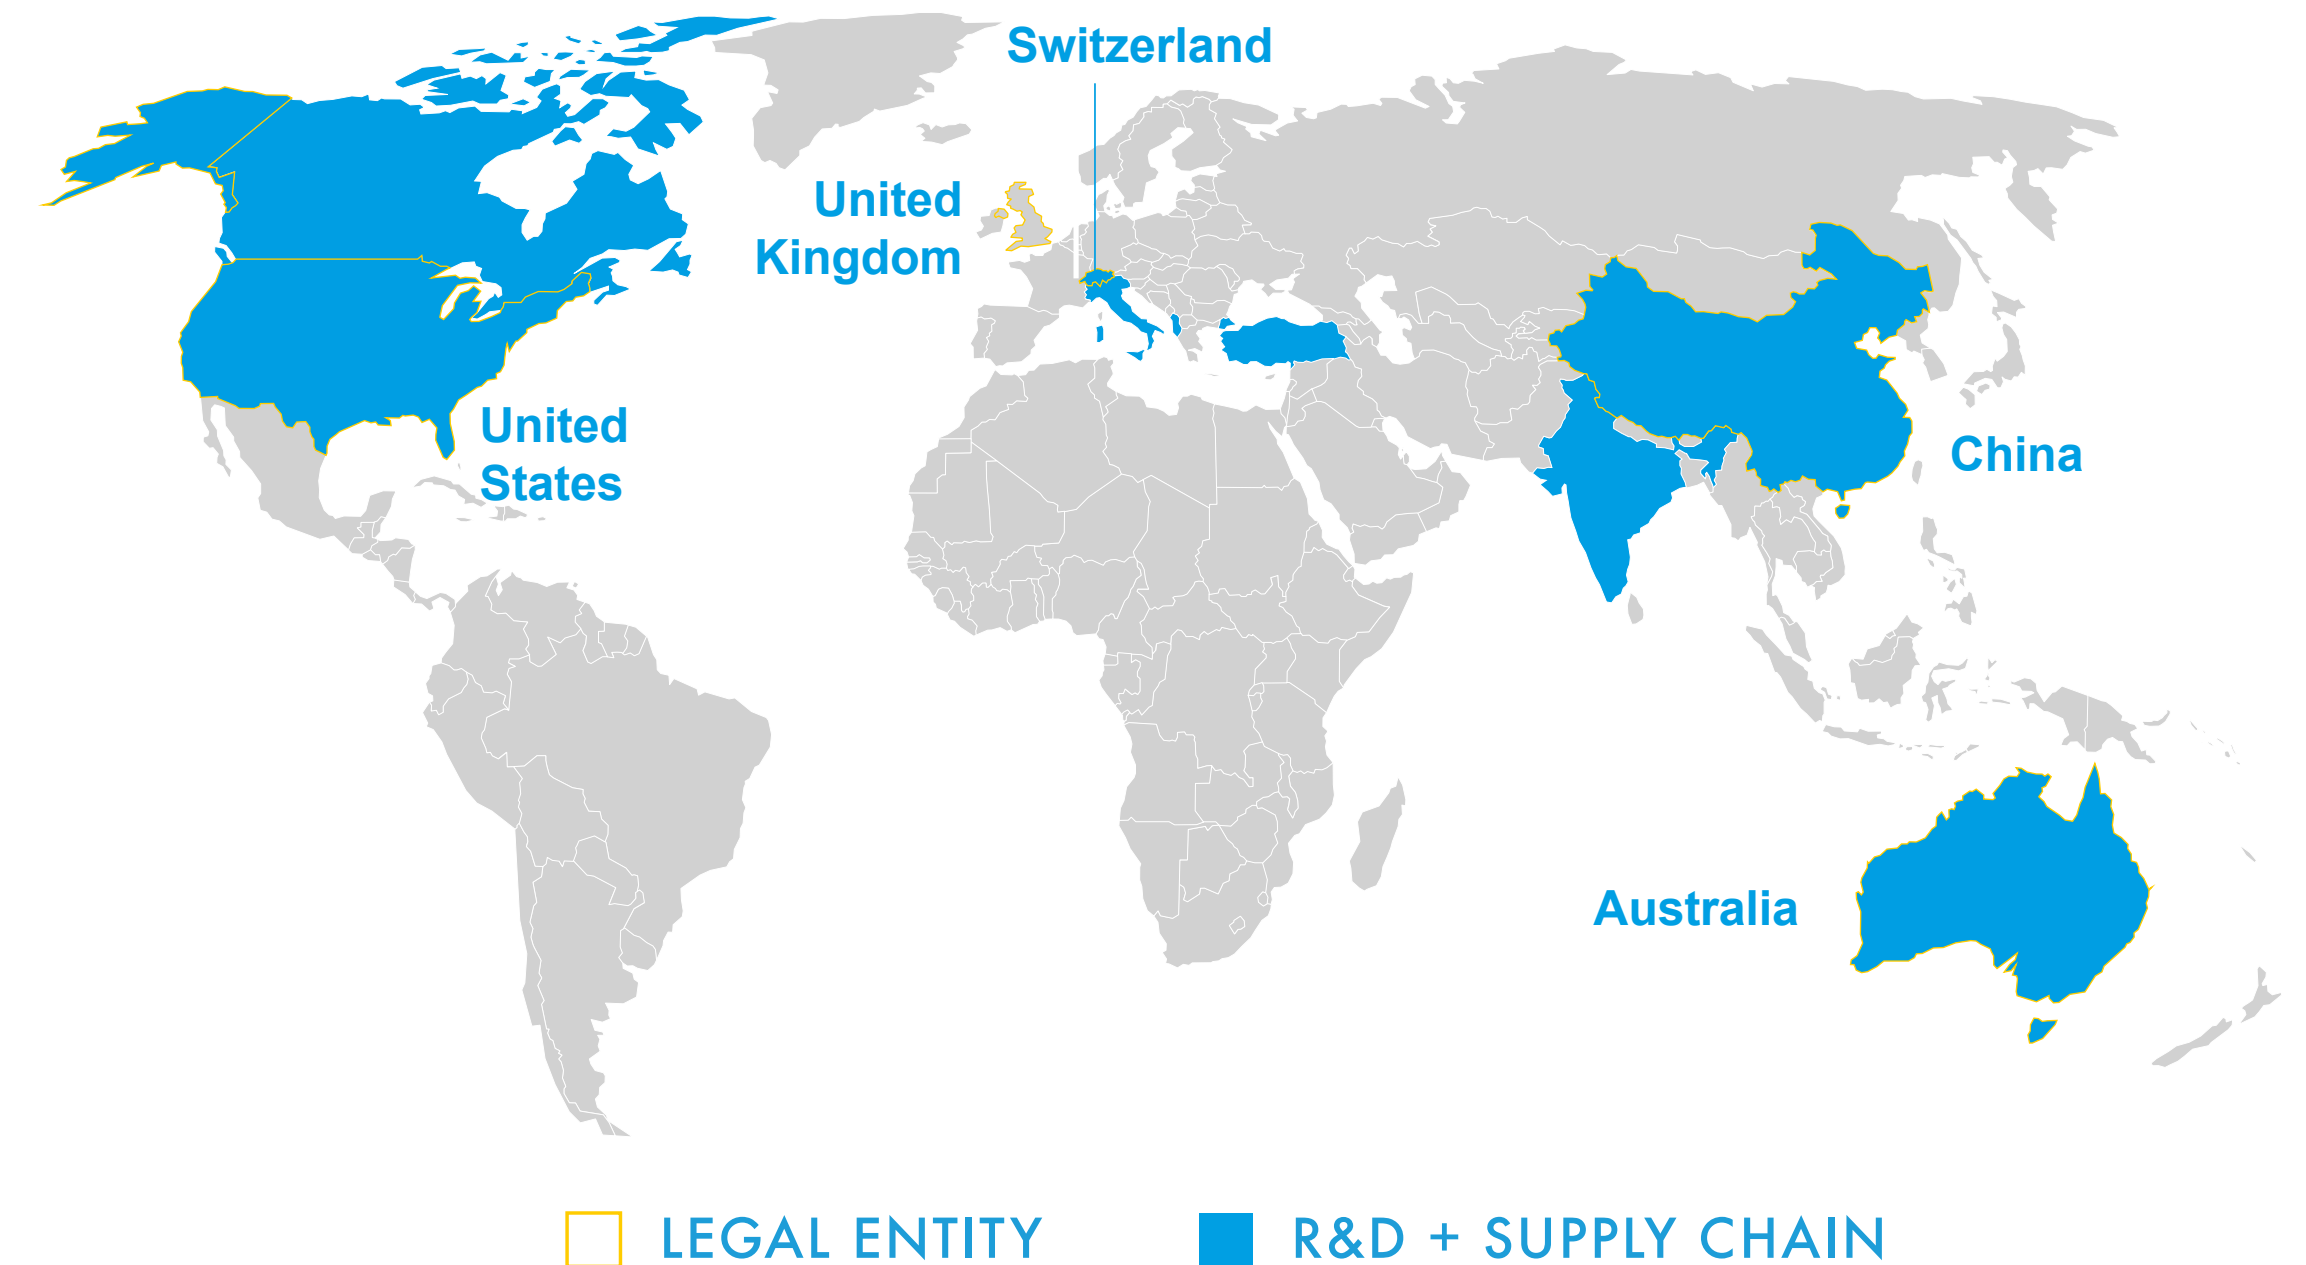 Switzerland
United
Kingdom
United
States
China
Australia
LEGAL ENTITY
R&D + SUPPLY CHAIN